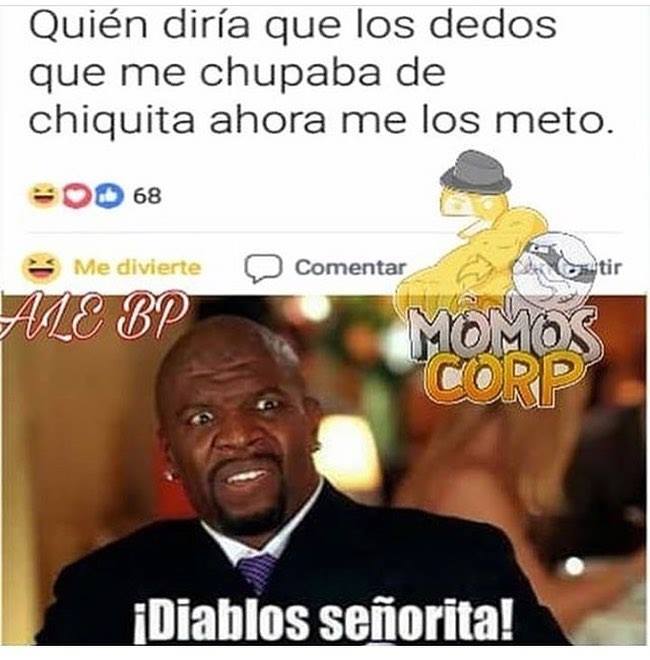 Quién diría que los dedos
que me chupaba de
chiquita ahora me los meto.
68
Me divierte Comentar
ALE BP
MOMOS
CORP
¡Diablos señorita!